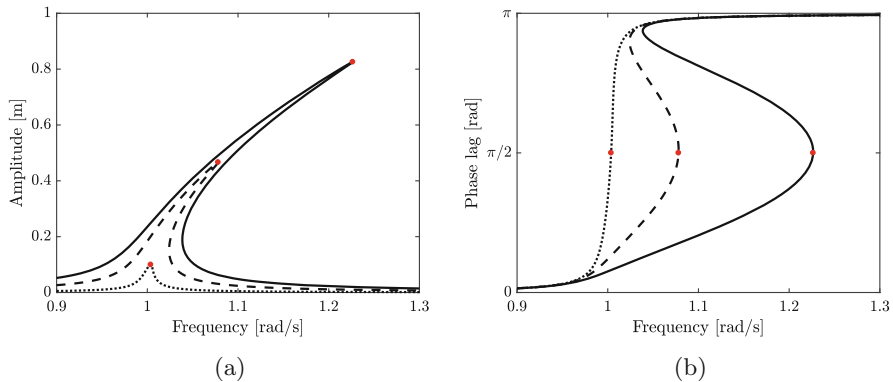 1
0.8
0.6
0.4
0.2
0
Amplitude [m]
0.9 1 1.1 1.2 1.3
Frequency [rad/s]
(a)
π
π/2
0
Phase lag [rad]
0.9 1 1.1 1.2 1.3
Frequency [rad/s]
(b)